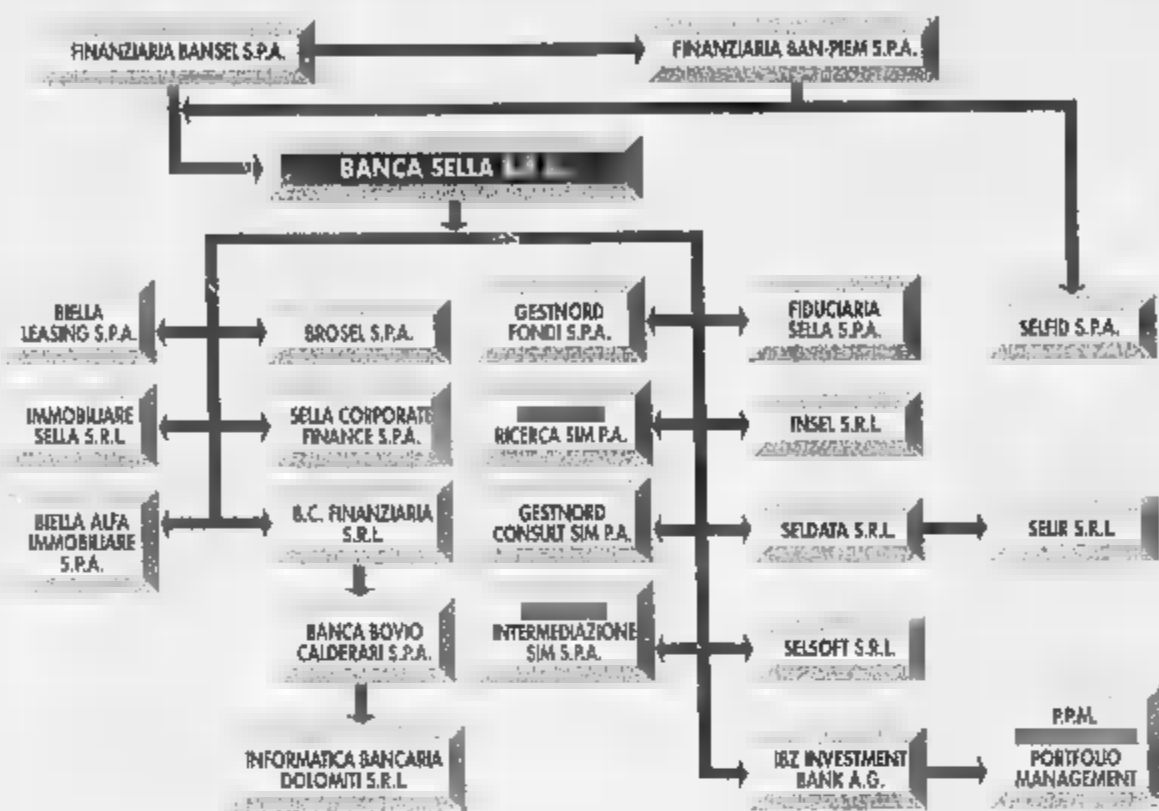 FINANZIARIA BANSEL S.P.A.
FINANZIARIA BAN-PIEM S.P.A.
BANCA SELLA
BIELLA
LEASING S.P.A.
BROSEL S.P.A.
GESTNORD
FONDI S.P.A.
FIDUCIARIA
SELLA S.P.A.
SELFID S.P.A.
IMMOBILIARE
SELLA S.R.L
SELLA CORPORATE
FINANCE S.P.A.
RICERCA SIM P.A.
INSEL S.R.L
BIELLA ALFA
IMMOBILIARE
S.P.A.
B.C. FINANZIARIA
S.R.L
GESTNORD
CONSULT SIM P.A.
SELDATA S.R.L.
SELIR S.R.L
BANCA BOVIO
CALDERARI S.P.A.
INTERMEDIAZIONE
SIM S.P.A.
SELSOFT S.R.L.
INFORMATICA BANCARIA
DOLOMITI S.R.L
IBZ INVESTMENT
BANK A.G.
P.P.M.
PORTFOLIO
MANAGEMENT